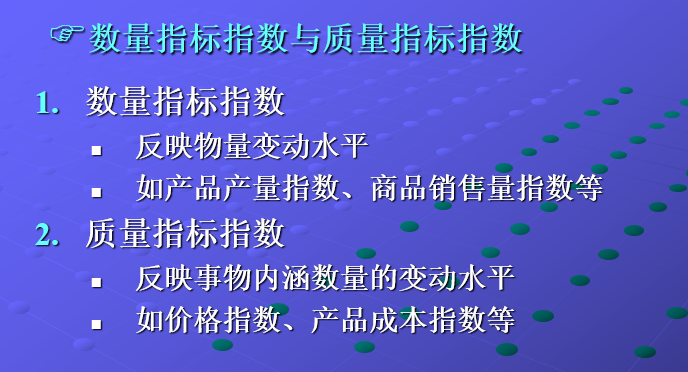 ☞数量指标指数与质量指标指数
1. 数量指标指数
■ 反映物量变动水平
■ 如产品产量指数、商品销售量指数等
2. 质量指标指数
■ 反映事物内涵数量的变动水平
■ 如价格指数、产品成本指数等